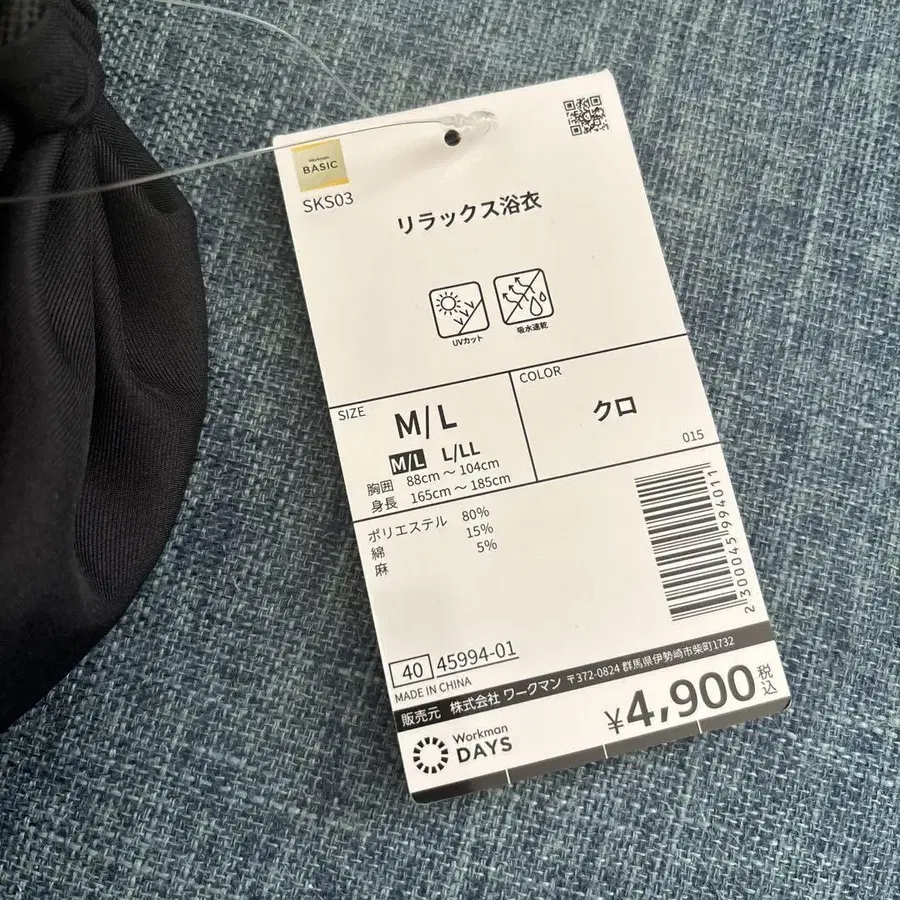 Workman
BASIC
SKS03
リラックス浴衣
UVカット
吸水速乾
SIZE
M/L
M/L L/LL
胸囲 88cm ～ 104cm
身長 165cm ～ 185cm
COLOR
クロ
015
ポリエステル 80%
綿 15%
麻 5%
2300045994011
40 45994-01
MADE IN CHINA
販売元 株式会社 ワークマン 〒372-0824 群馬県伊勢崎市柴町1732
¥4,900 税込
Workman
DAYS